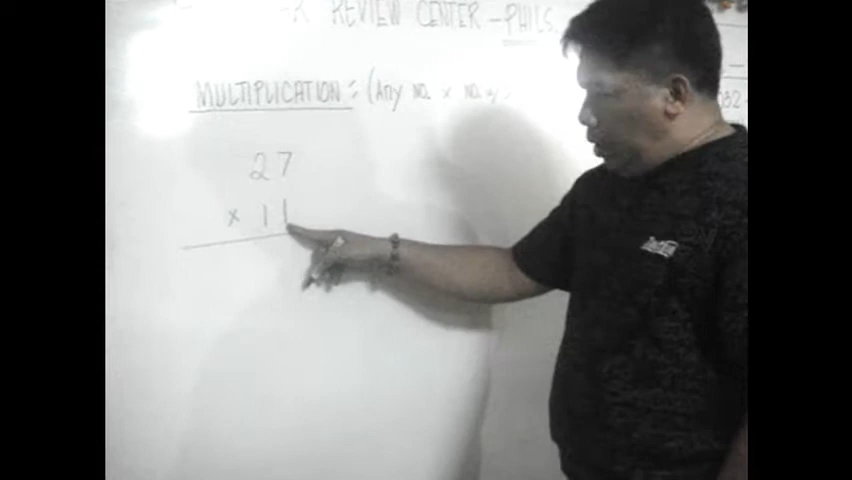 REVIEW CENTER - PHILS.
MULTIPLICATION = (Any NO. x NO.
27
x 11